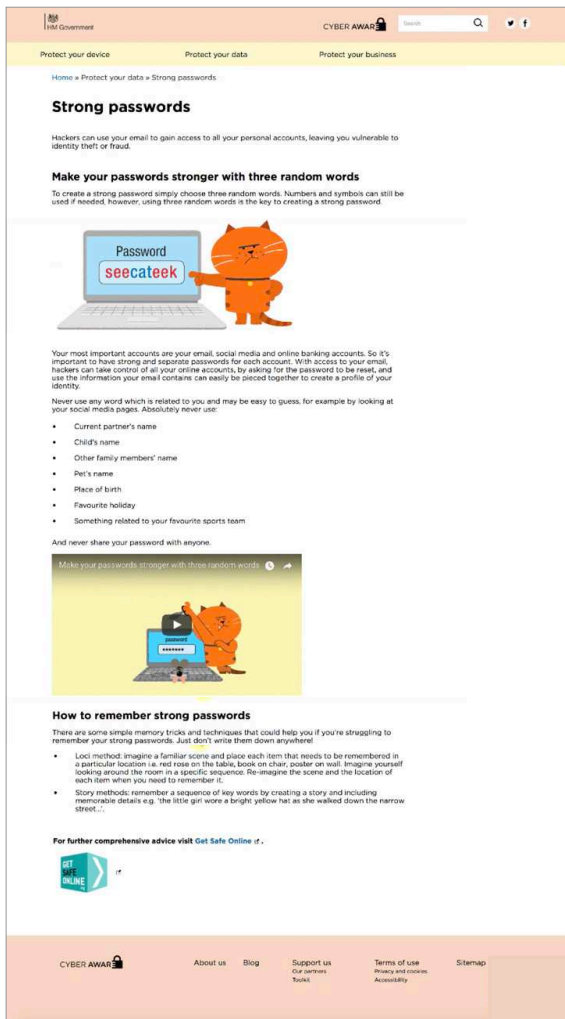 HM Government
CYBER AWARE
Search
Protect your device
Protect your data
Protect your business
Home » Protect your data » Strong passwords
Strong passwords
Hackers can use your email to gain access to all your personal accounts, leaving you vulnerable to
identity theft or fraud.
Make your passwords stronger with three random words
To create a strong password simply choose three random words. Numbers and symbols can still be
used if needed, however, using three random words is the key to creating a strong password.
Password
seecateek
Your most important accounts are your email, social media and online banking accounts. So it's
important to have strong and separate passwords for each account. With access to your email,
hackers can take control of all your online accounts, by asking for the password to be reset, and
use the information your email contains can easily be pieced together to create a profile of your
identity.
Never use any word which is related to you and may be easy to guess, for example by looking at
your social media pages. Absolutely never use:
• Current partner's name
• Child's name
• Other family members' name
• Pet's name
• Place of birth
• Favourite holiday
• Something related to your favourite sports team
And never share your password with anyone.
Make your passwords stronger with three random words
password
How to remember strong passwords
There are some simple memory tricks and techniques that could help you if you're struggling to
remember your strong passwords. Just don't write them down anywhere!
• Loci method: imagine a familiar scene and place each item that needs to be remembered in
a particular location i.e. red rose on the table, book on chair, poster on wall. Imagine yourself
looking around the room in a specific sequence. Re-imagine the scene and the location of
each item when you need to remember it.
• Story methods: remember a sequence of key words by creating a story and including
memorable details e.g. 'the little girl wore a bright yellow hat as she walked down the narrow
street...'.
For further comprehensive advice visit Get Safe Online .
GET
SAFE
ONLINE
CYBER AWARE
About us
Blog
Support us
Our partners
Toolkit
Terms of use
Privacy and cookies
Accessibility
Sitemap